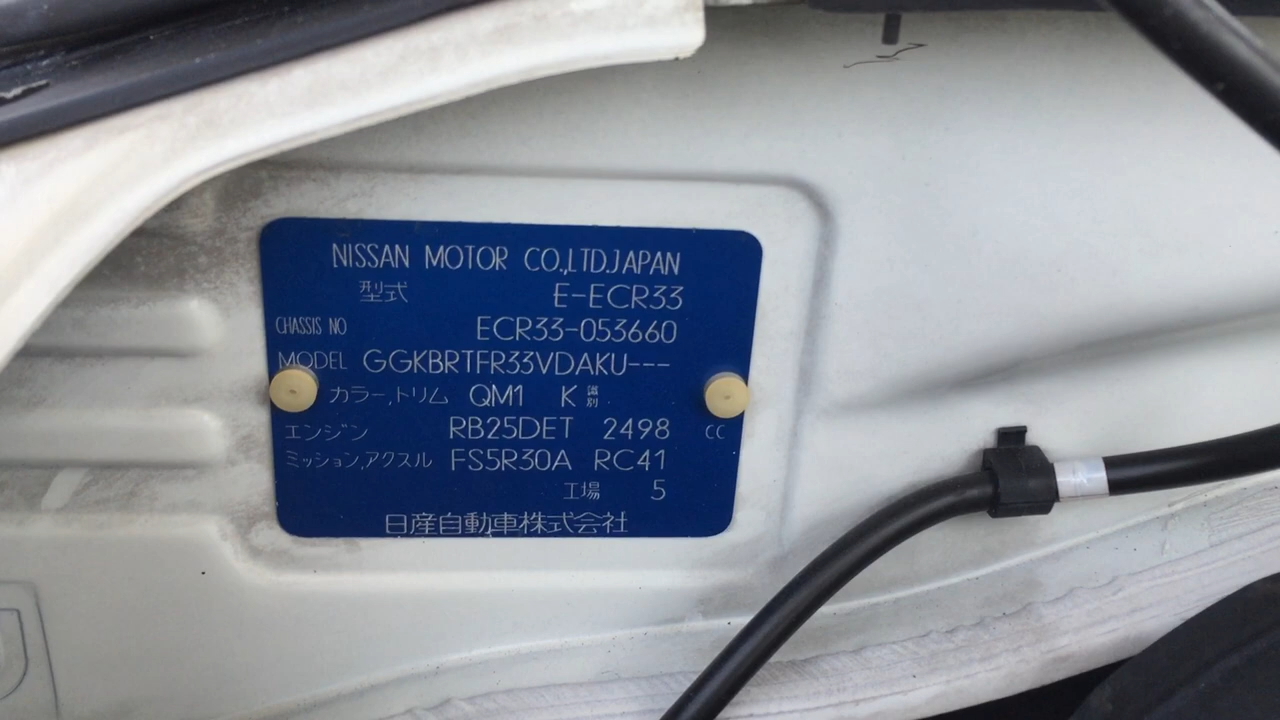 NISSAN MOTOR CO.,LTD.JAPAN
型式 E-ECR33
CHASSIS NO ECR33-053660
MODEL GGKBRTFR33VDAKU---
カラー,トリム QM1 K 識別
エンジン RB25DET 2498 CC
ミッション,アクスル FS5R30A RC41
工場 5
日産自動車株式会社